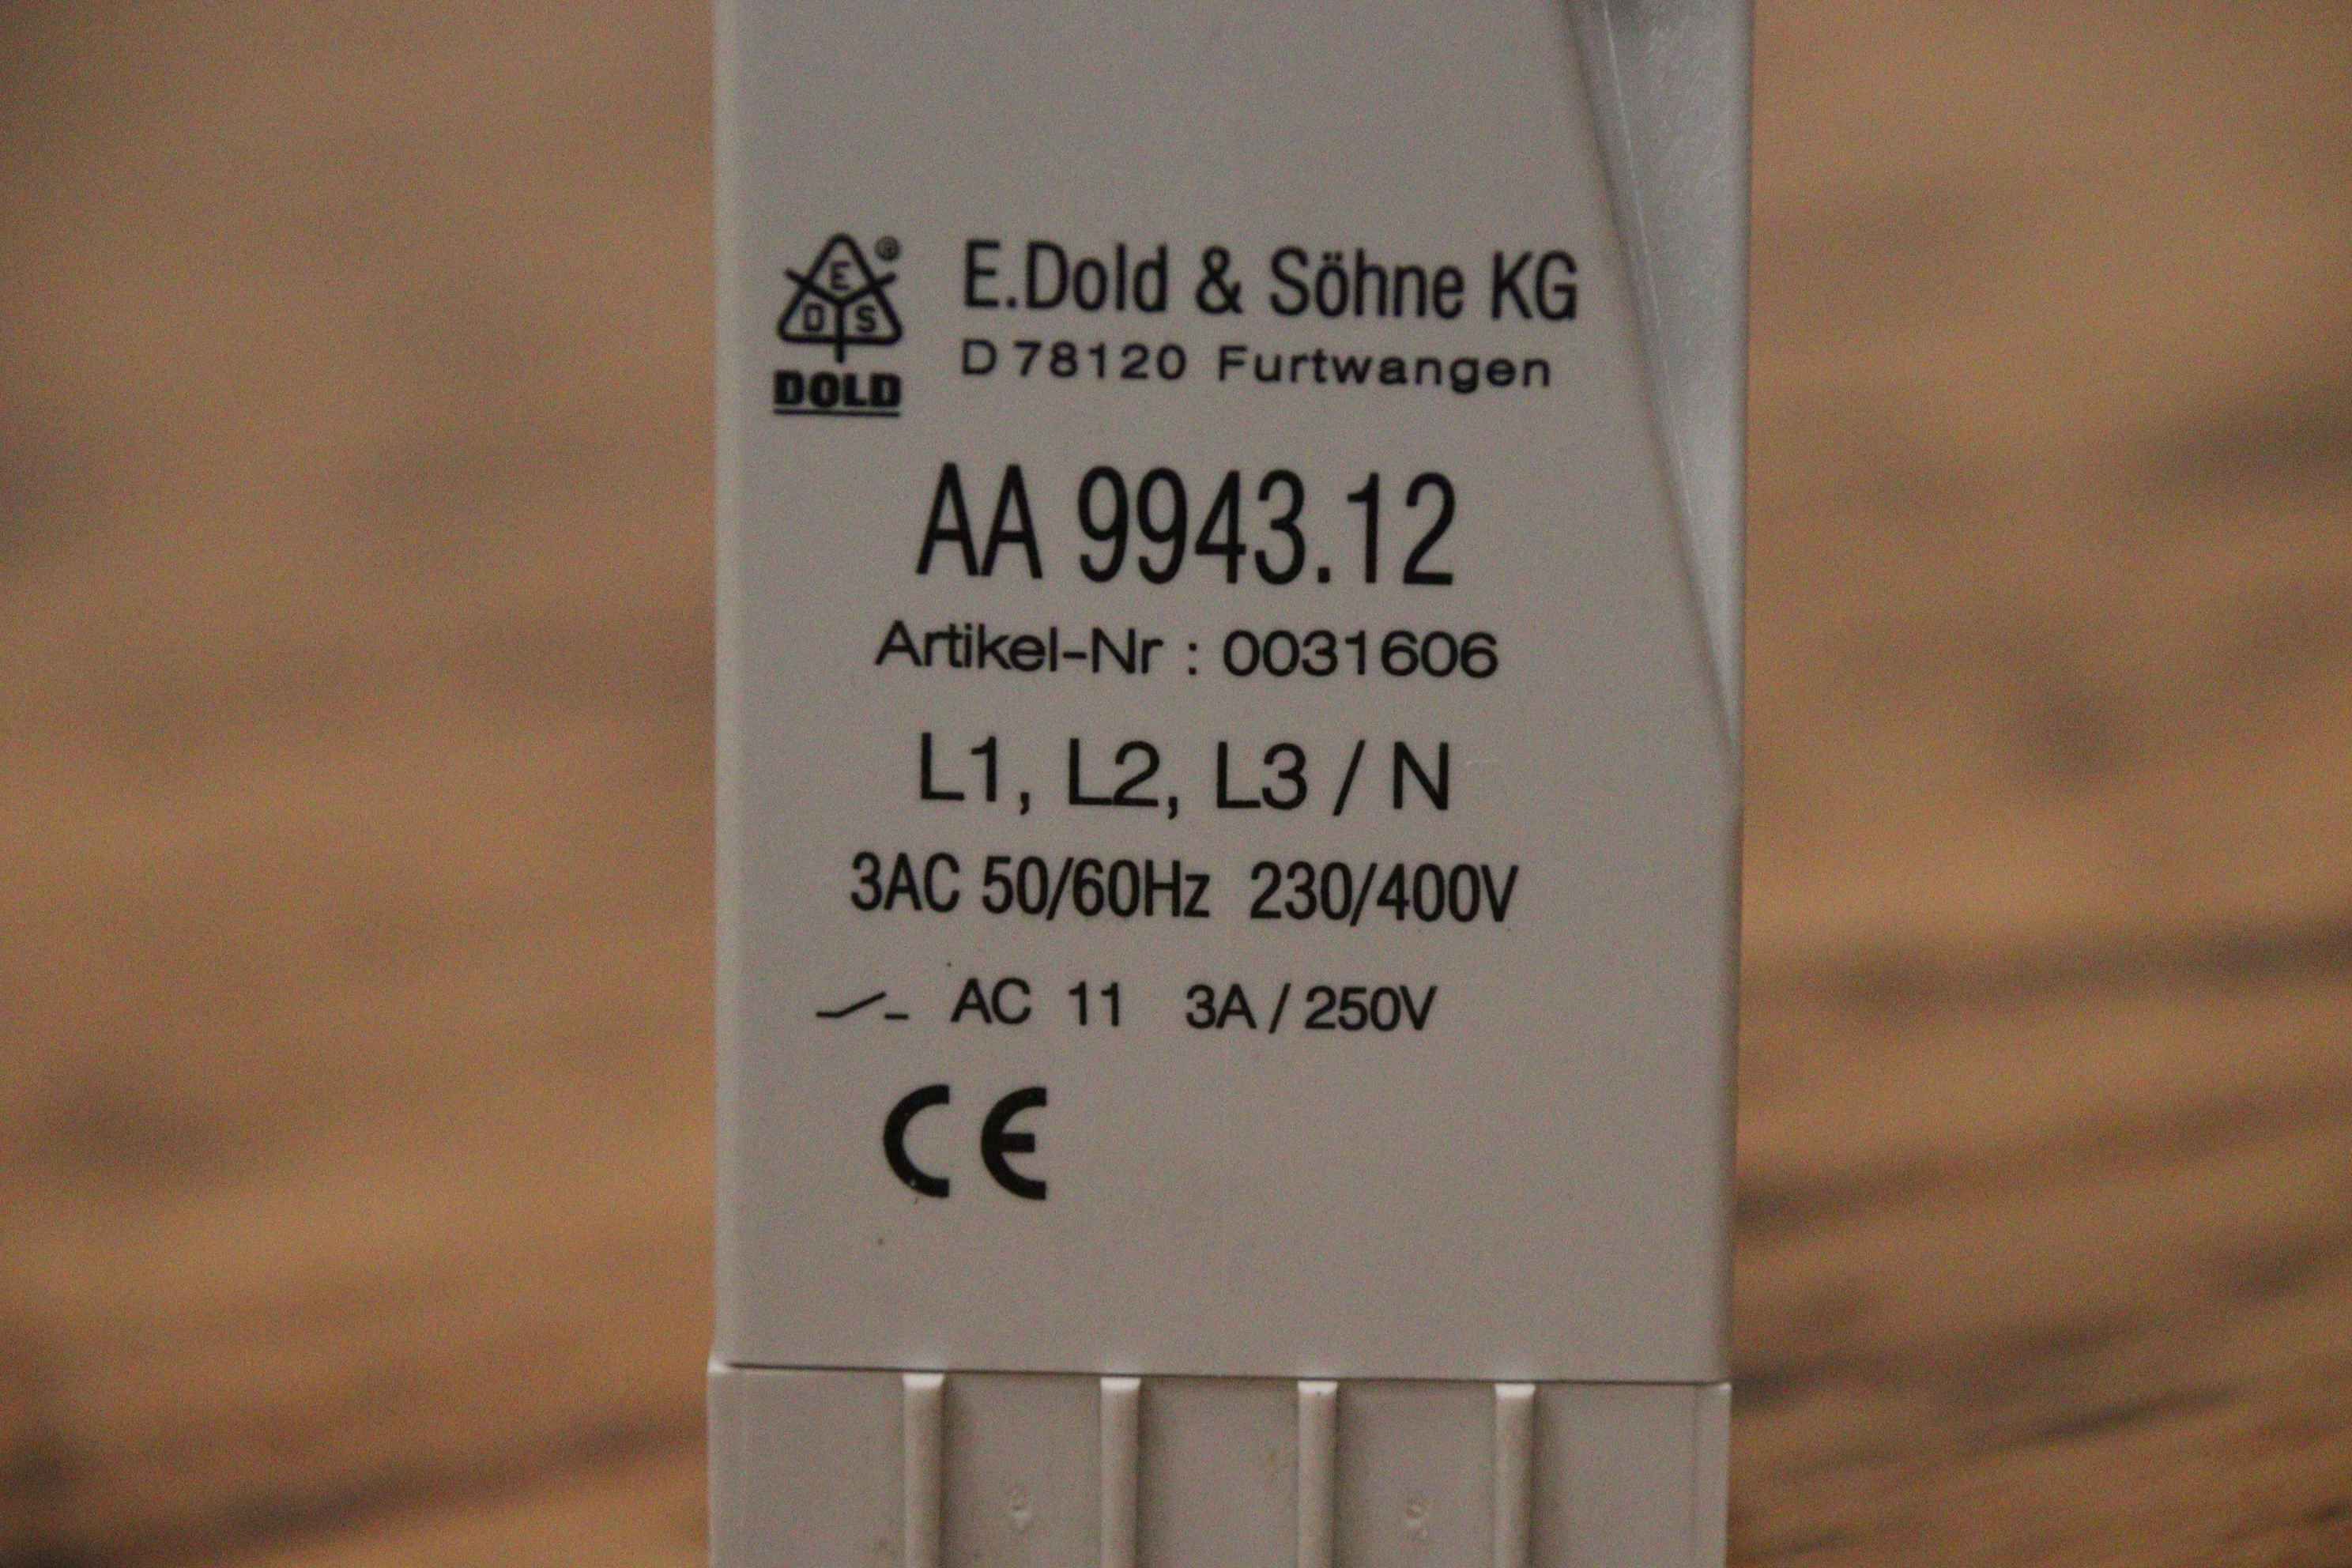 E
D S ®
DOLD
E.Dold & Söhne KG
D 78120 Furtwangen
AA 9943.12
Artikel-Nr : 0031606
L1, L2, L3 / N
3AC 50/60Hz 230/400V
AC 11 3A / 250V
CE